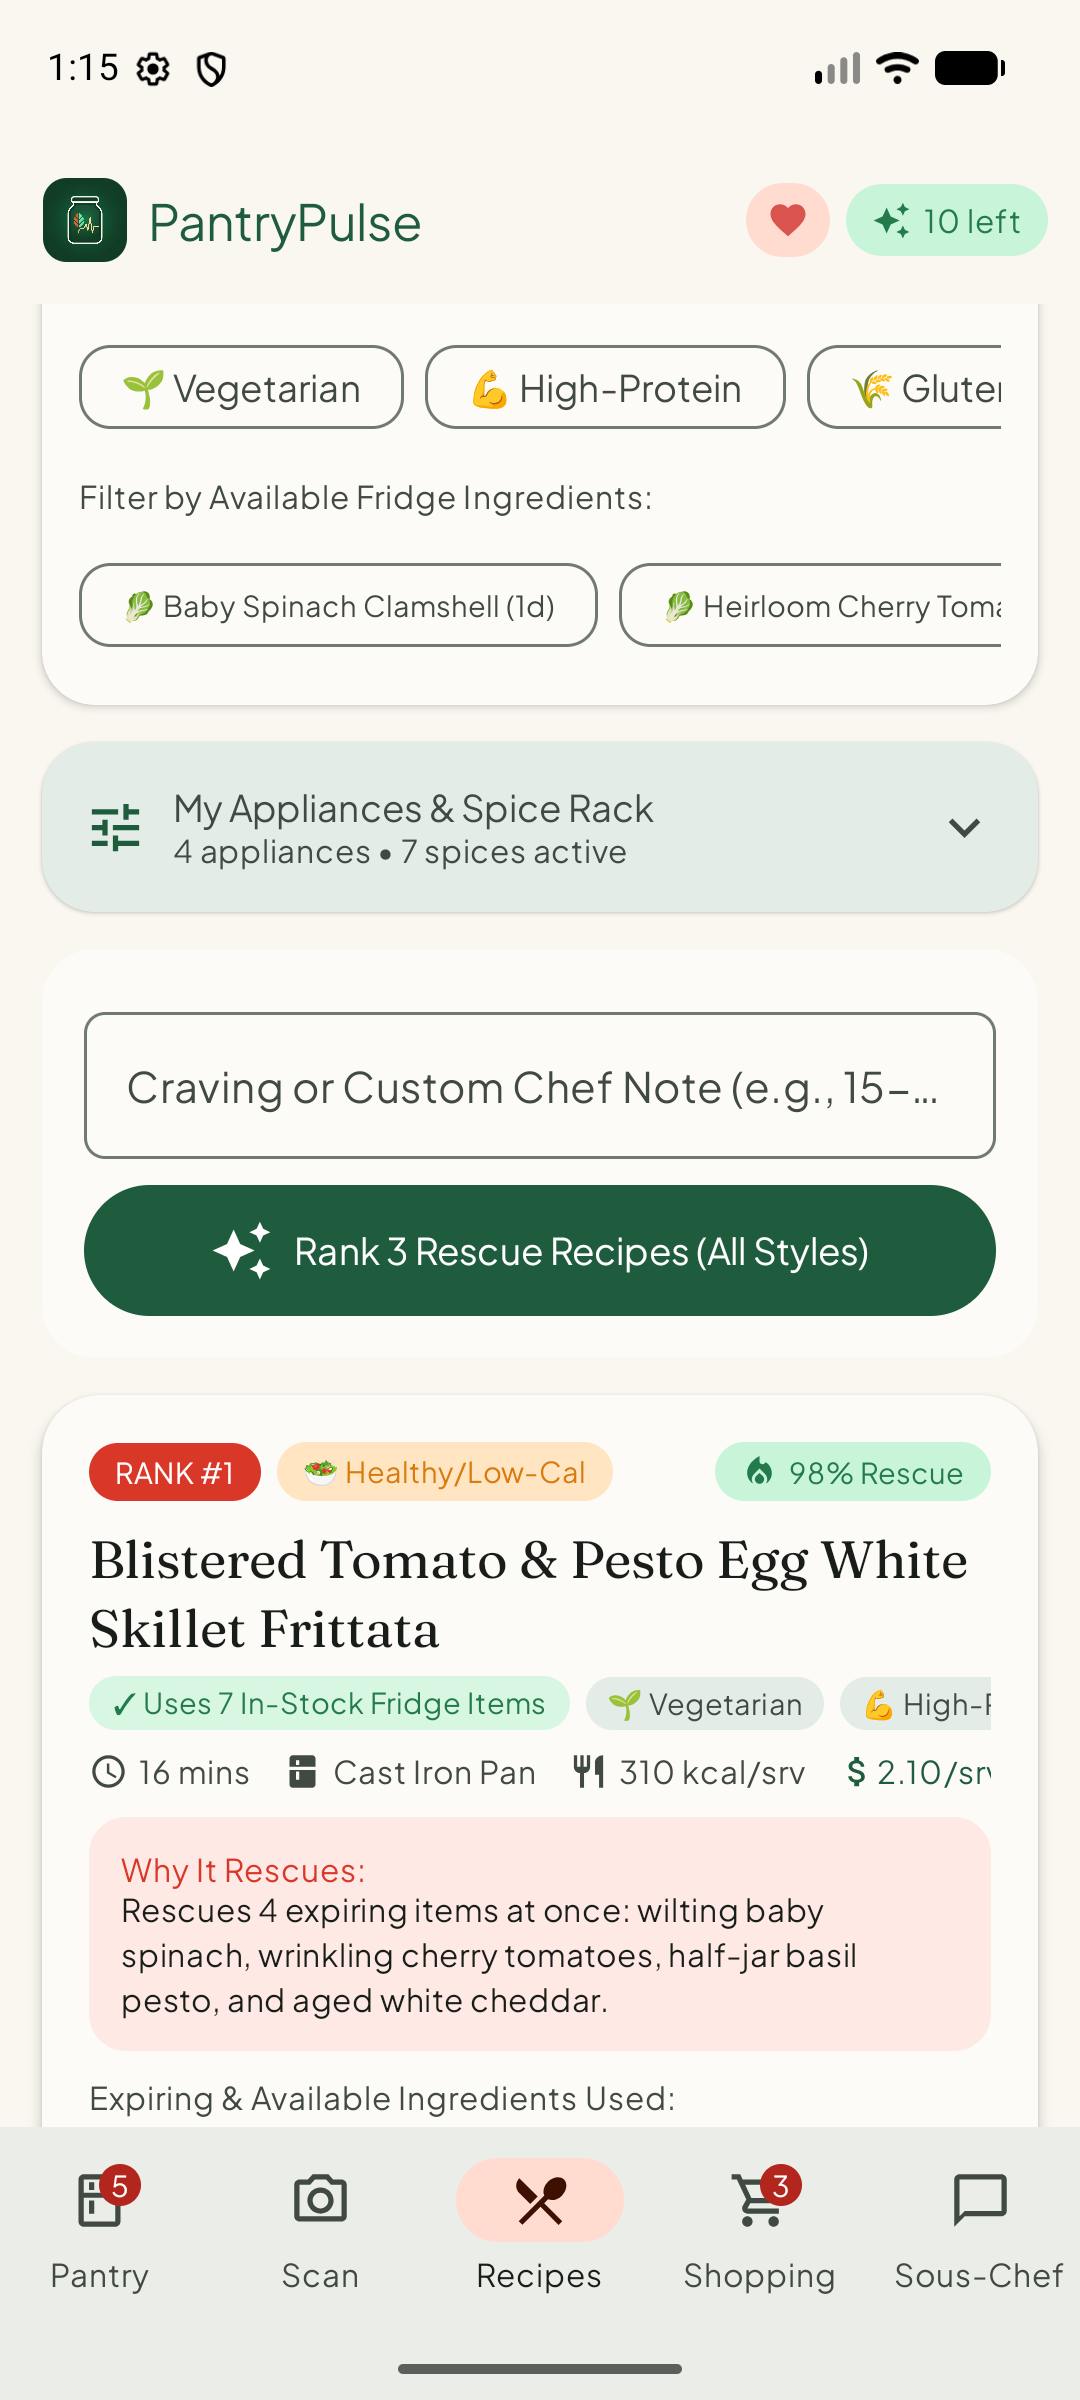 1:15
PantryPulse
10 left
🌱 Vegetarian
💪 High-Protein
🌾 Gluten
Filter by Available Fridge Ingredients:
🥬 Baby Spinach Clamshell (1d)
🥬 Heirloom Cherry Toma
My Appliances & Spice Rack
4 appliances • 7 spices active
Craving or Custom Chef Note (e.g., 15-...
Rank 3 Rescue Recipes (All Styles)
RANK #1
🥗 Healthy/Low-Cal
98% Rescue
Blistered Tomato & Pesto Egg White
Skillet Frittata
✓ Uses 7 In-Stock Fridge Items
🌱 Vegetarian
💪 High-P
16 mins
Cast Iron Pan
310 kcal/srv
$ 2.10/srv
Why It Rescues:
Rescues 4 expiring items at once: wilting baby
spinach, wrinkling cherry tomatoes, half-jar basil
pesto, and aged white cheddar.
Expiring & Available Ingredients Used:
5
Pantry
Scan
Recipes
3
Shopping
Sous-Chef